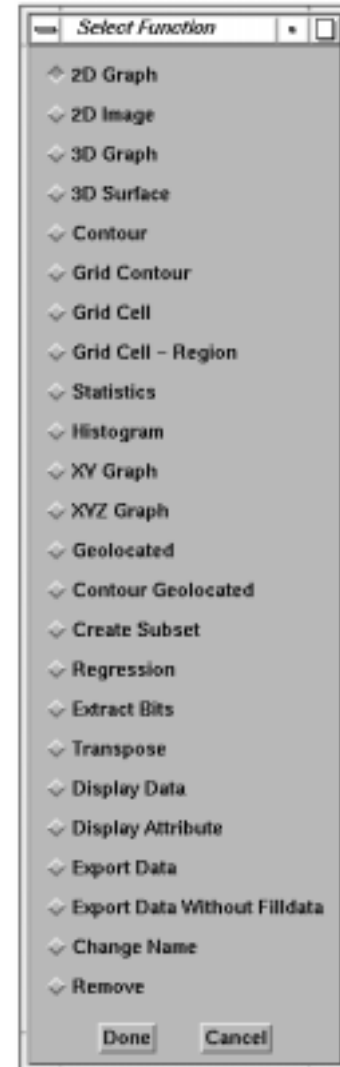 Select Function
2D Graph
2D Image
3D Graph
3D Surface
Contour
Grid Contour
Grid Cell
Grid Cell – Region
Statistics
Histogram
XY Graph
XYZ Graph
Geolocated
Contour Geolocated
Create Subset
Regression
Extract Bits
Transpose
Display Data
Display Attribute
Export Data
Export Data Without Filldata
Change Name
Remove
Done Cancel